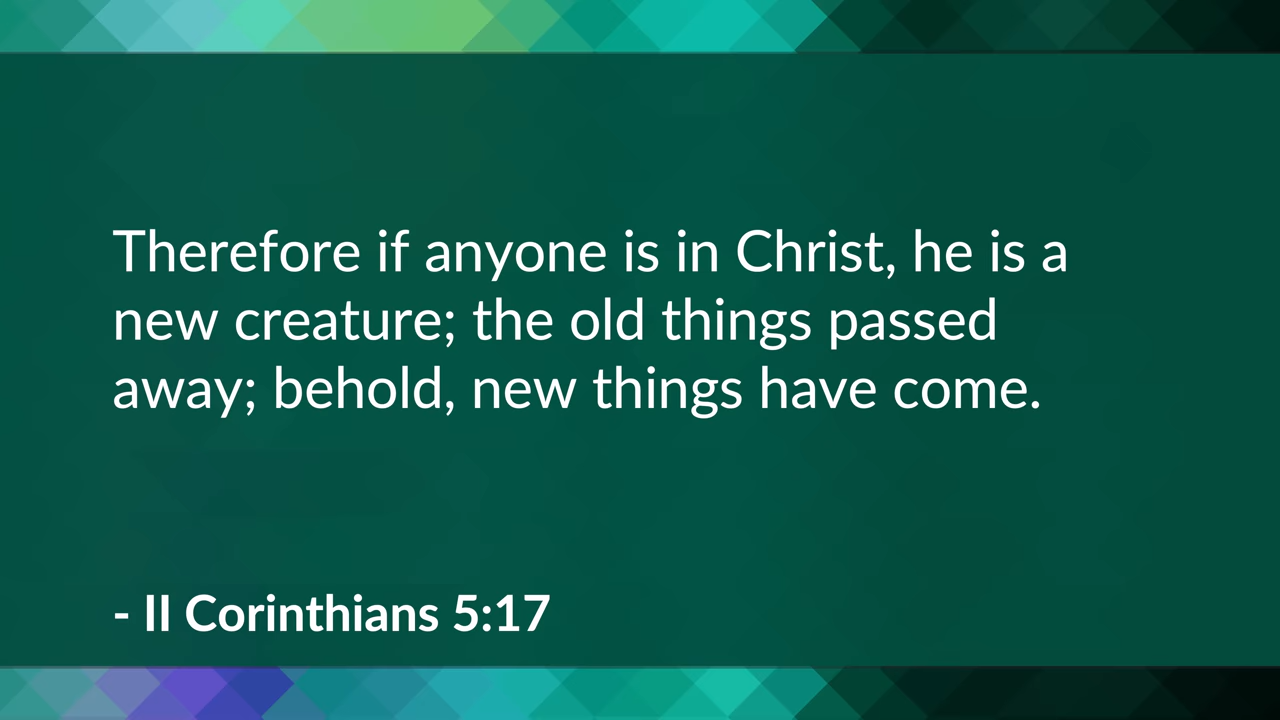 Therefore if anyone is in Christ, he is a
new creature; the old things passed
away; behold, new things have come.
- II Corinthians 5:17